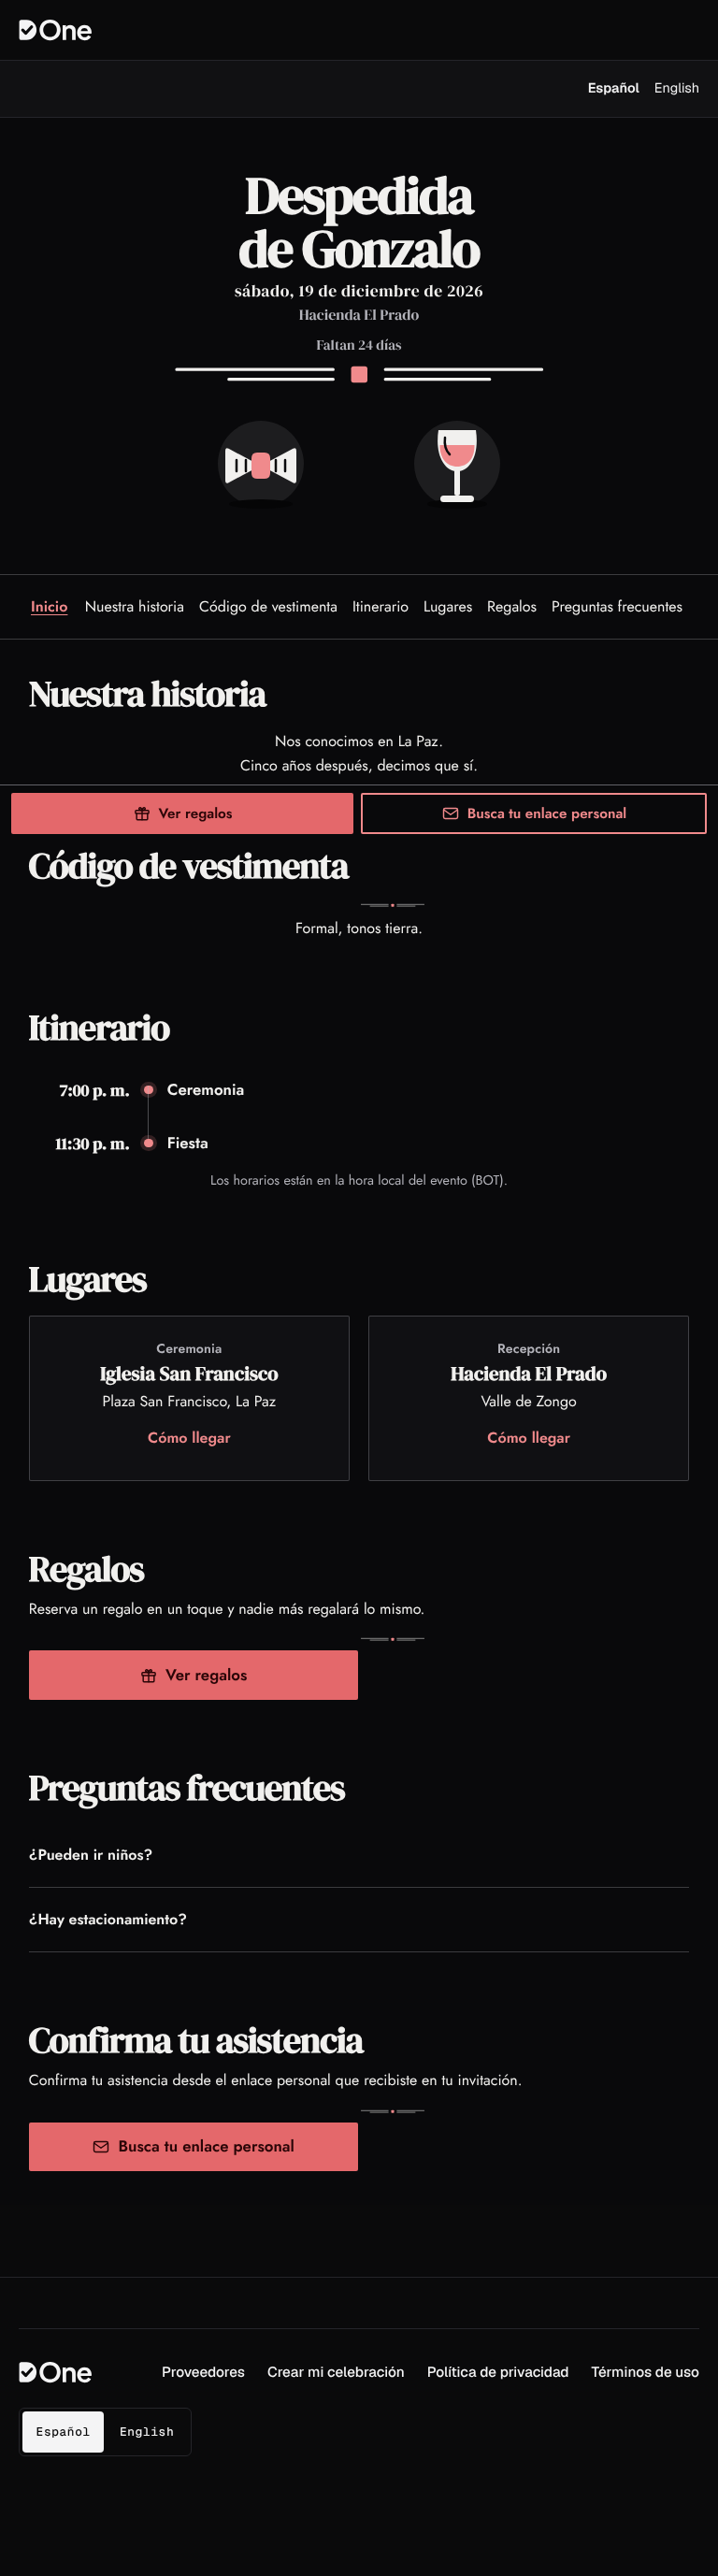 One
Español English
Despedida
de Gonzalo
sábado, 19 de diciembre de 2026
Hacienda El Prado
Faltan 24 días
Inicio Nuestra historia Código de vestimenta Itinerario Lugares Regalos Preguntas frecuentes
Nuestra historia
Nos conocimos en La Paz.
Cinco años después, decimos que sí.
Ver regalos Busca tu enlace personal
Código de vestimenta
Formal, tonos tierra.
Itinerario
7:00 p. m. Ceremonia
11:30 p. m. Fiesta
Los horarios están en la hora local del evento (BOT).
Lugares
Ceremonia
Iglesia San Francisco
Plaza San Francisco, La Paz
Cómo llegar
Recepción
Hacienda El Prado
Valle de Zongo
Cómo llegar
Regalos
Reserva un regalo en un toque y nadie más regalará lo mismo.
Ver regalos
Preguntas frecuentes
¿Pueden ir niños?
¿Hay estacionamiento?
Confirma tu asistencia
Confirma tu asistencia desde el enlace personal que recibiste en tu invitación.
Busca tu enlace personal
One Proveedores Crear mi celebración Política de privacidad Términos de uso
Español English